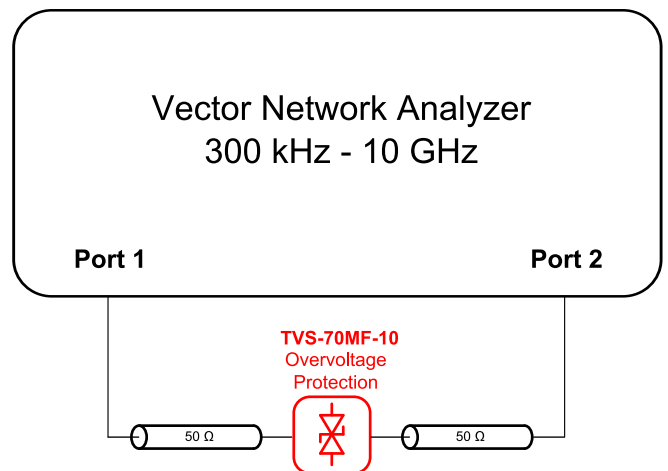 Vector Network Analyzer
300 kHz - 10 GHz
Port 1
Port 2
TVS-70MF-10
Overvoltage
Protection
50 Ω
50 Ω